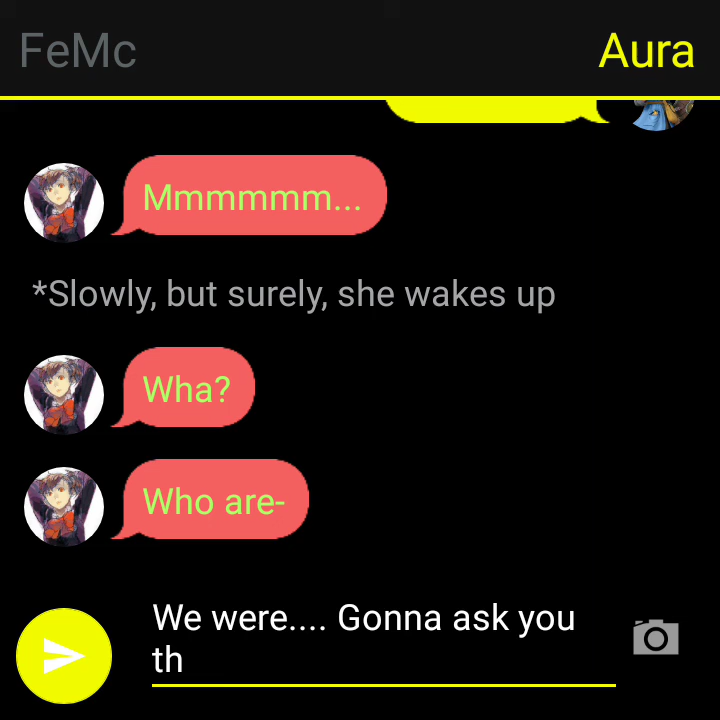 FeMc
Aura
Mmmmmm...
*Slowly, but surely, she wakes up
Wha?
Who are-
We were.... Gonna ask you
th